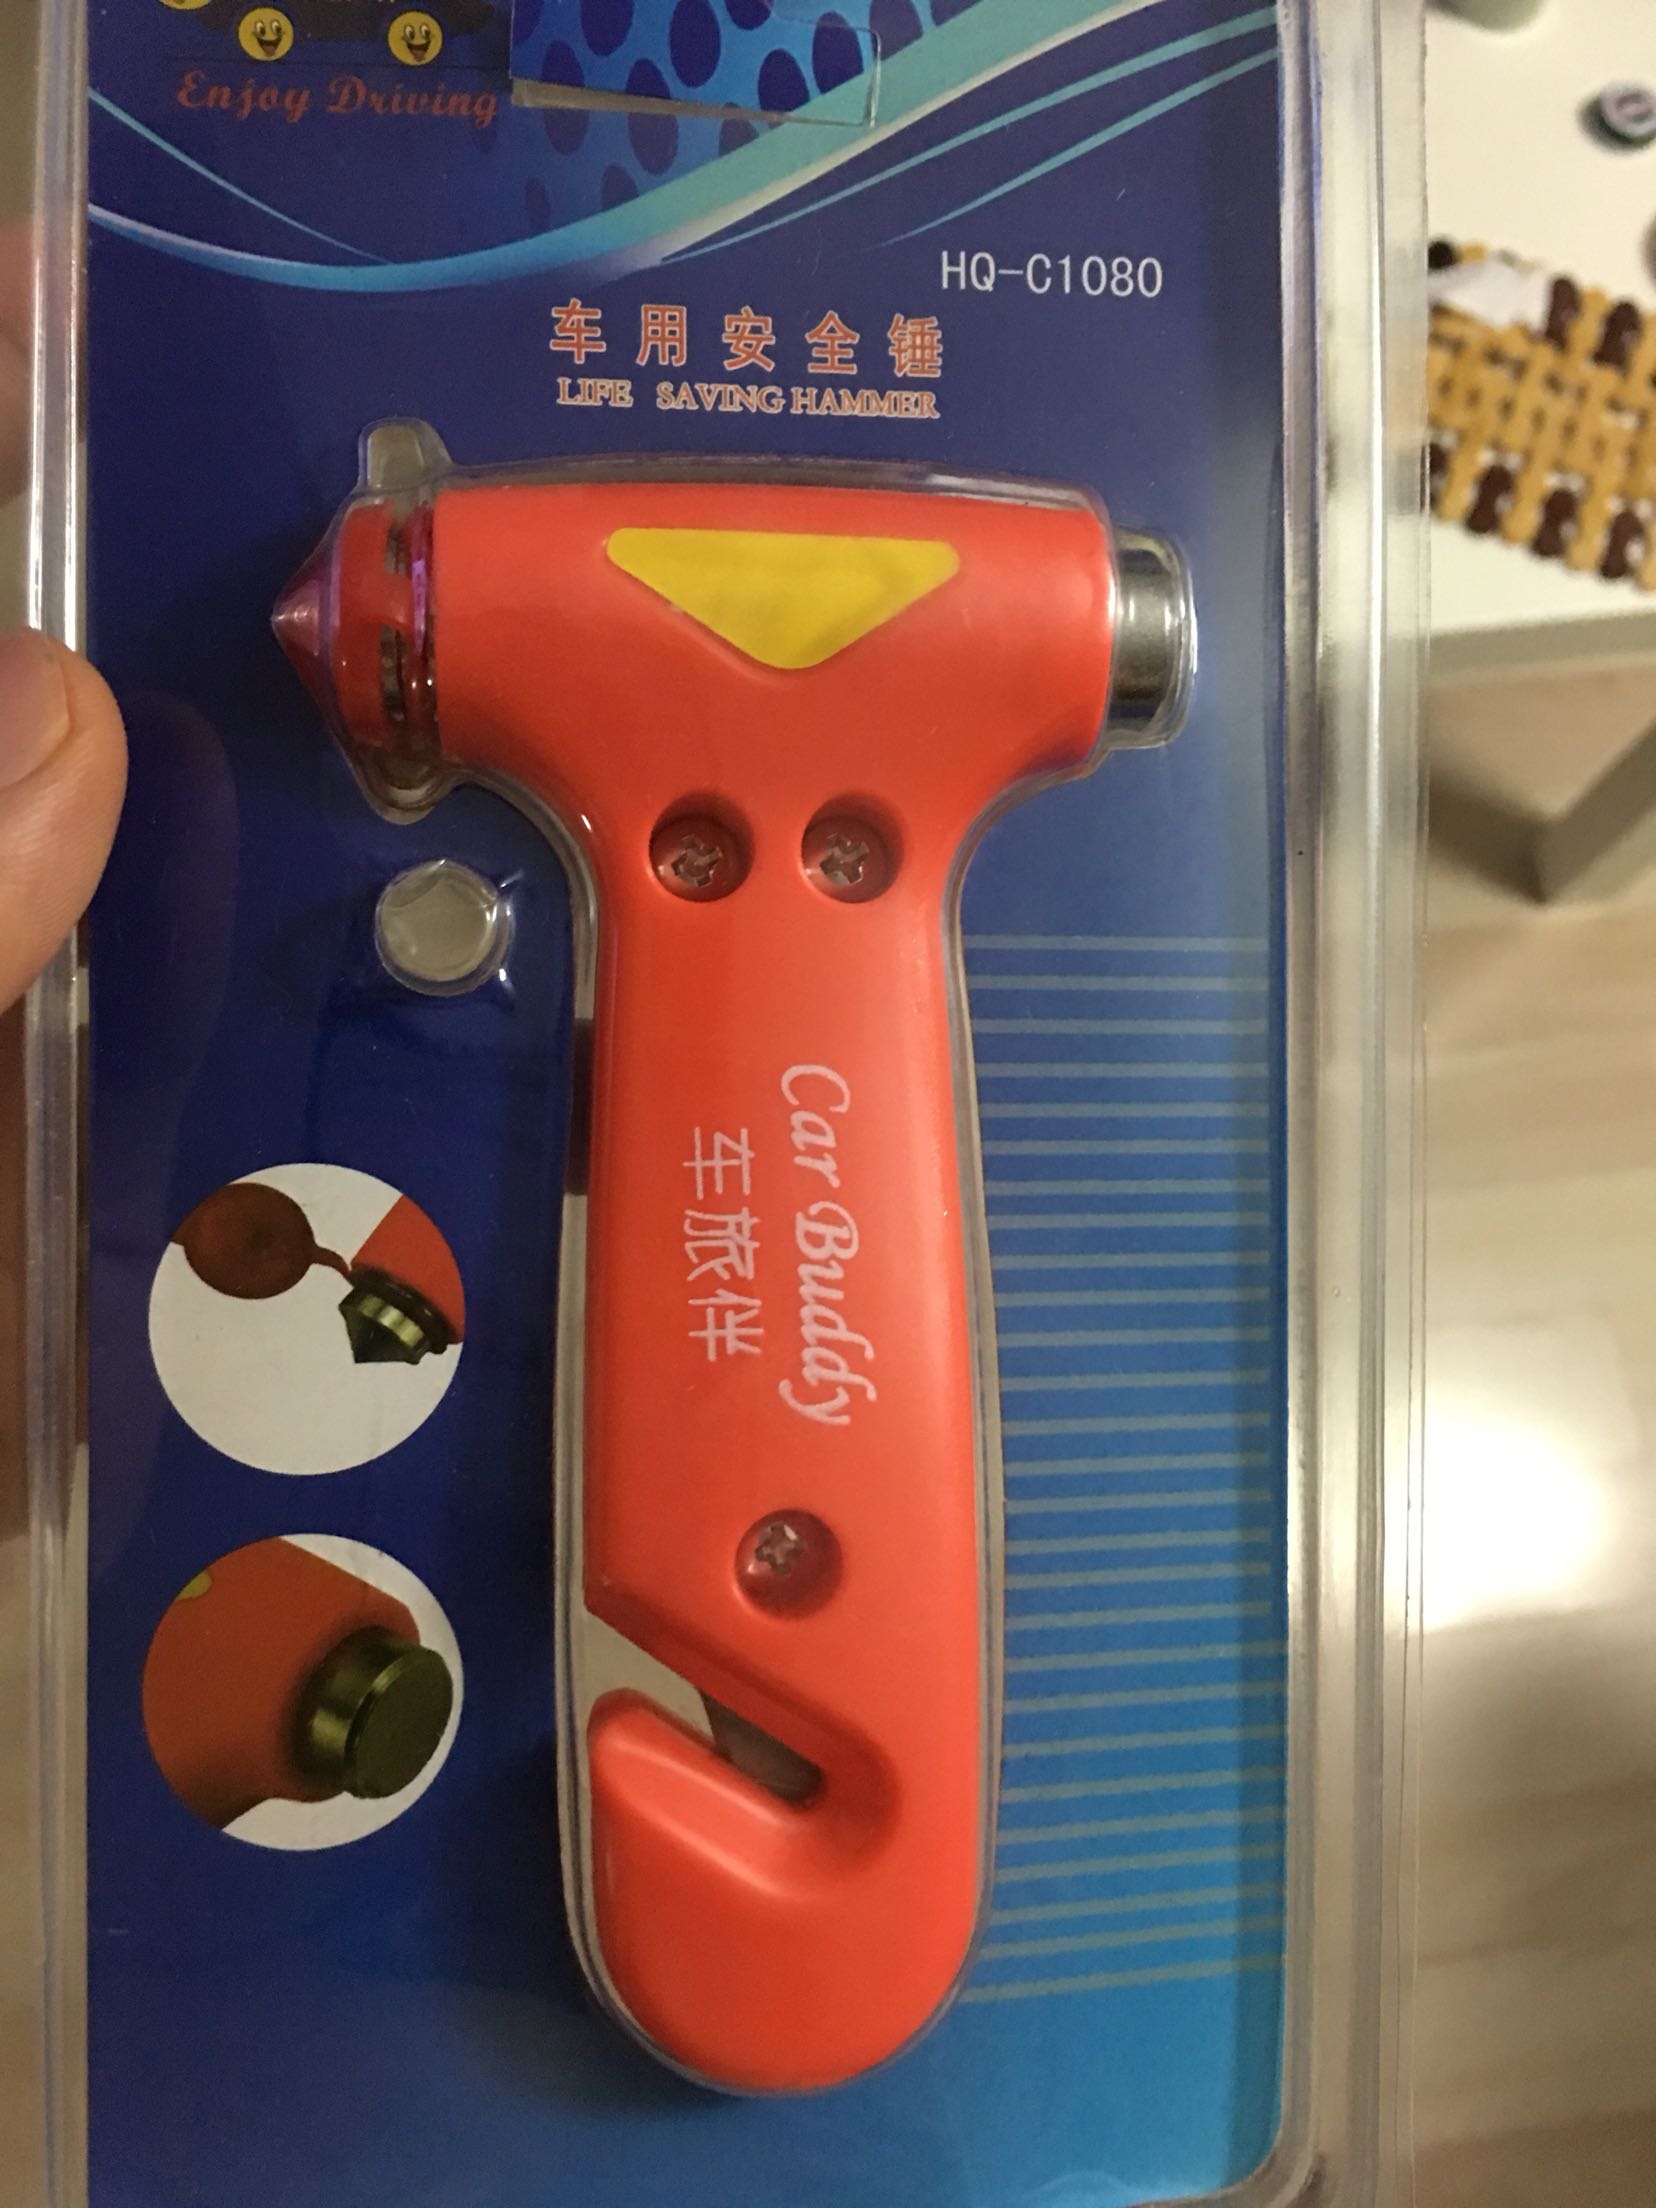 Enjoy Driving
HQ-C1080
车用安全锤
LIFE SAVING HAMMER
Car Buddy
车旅伴